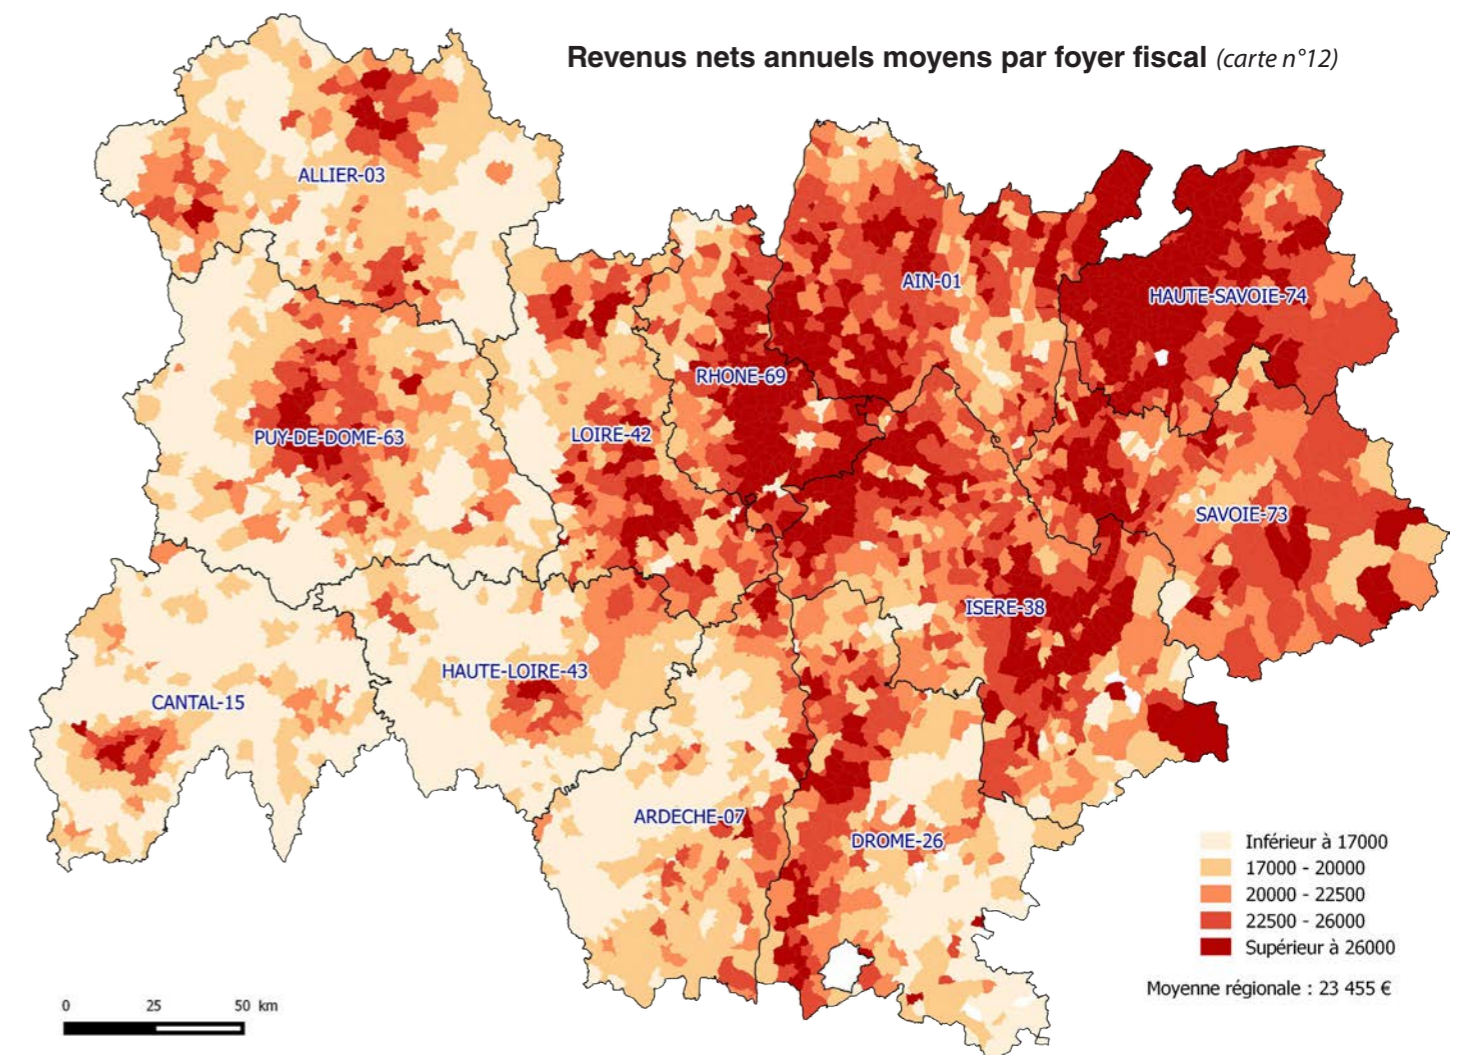 Revenus nets annuels moyens par foyer fiscal (carte n°12)
ALLIER-03
AIN-01
HAUTE-SAVOIE-74
RHONE-69
PUY-DE-DOME-63
LOIRE-42
SAVOIE-73
ISERE-38
HAUTE-LOIRE-43
CANTAL-15
ARDECHE-07
DROME-26
Inférieur à 17000
17000 - 20000
20000 - 22500
22500 - 26000
Supérieur à 26000
Moyenne régionale : 23 455 €
0 25 50 km